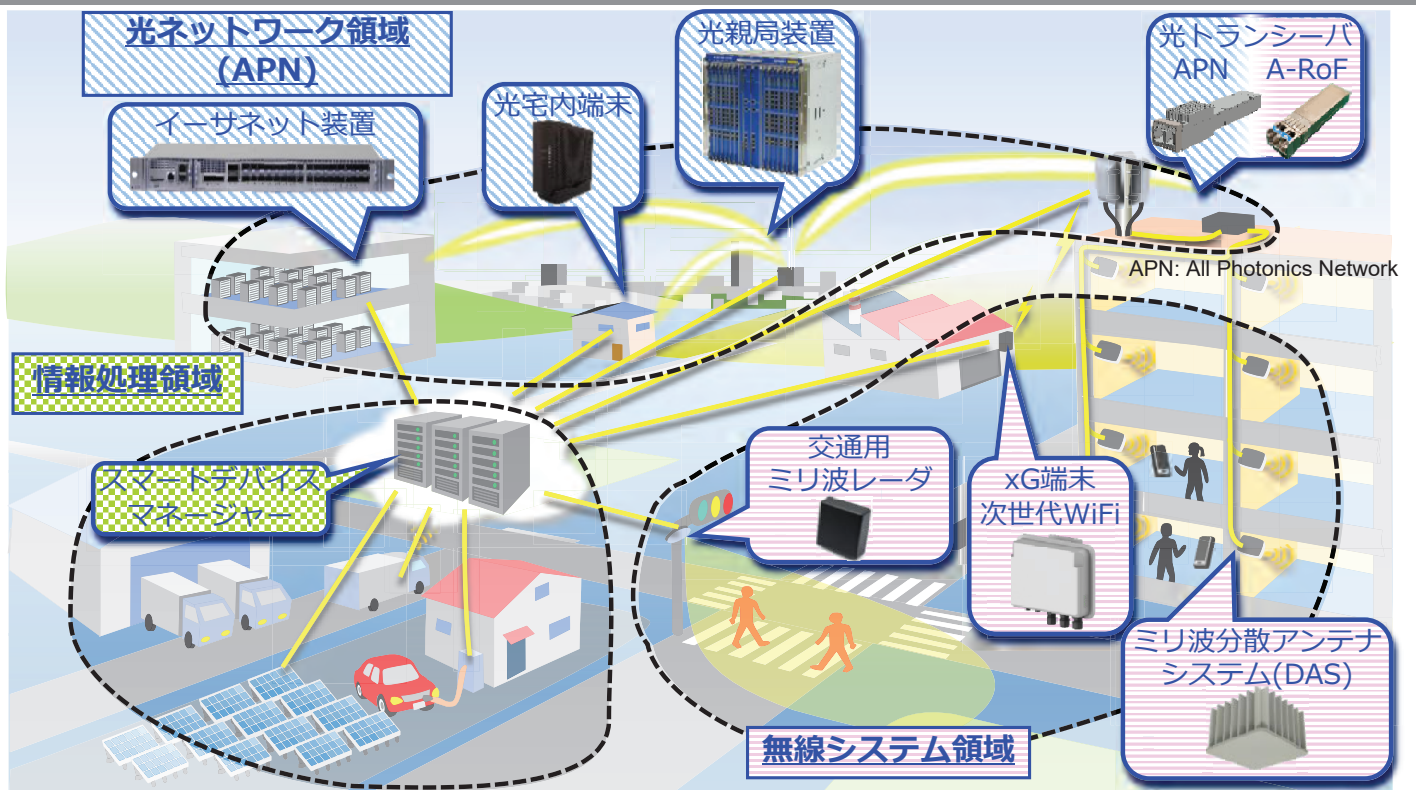 光ネットワーク領域
(APN)
イーサネット装置
光宅内端末
光親局装置
光トランシーバ
APN A-RoF
APN: All Photonics Network
情報処理領域
スマートデバイス
マネージャー
交通用
ミリ波レーダ
xG端末
次世代WiFi
ミリ波分散アンテナ
システム(DAS)
無線システム領域